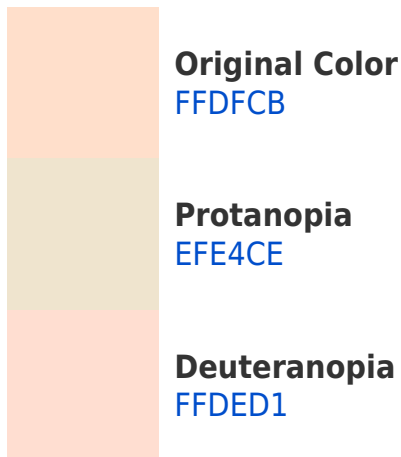 Original Color
FFDFCB
Protanopia
EFE4CE
Deuteranopia
FFDED1